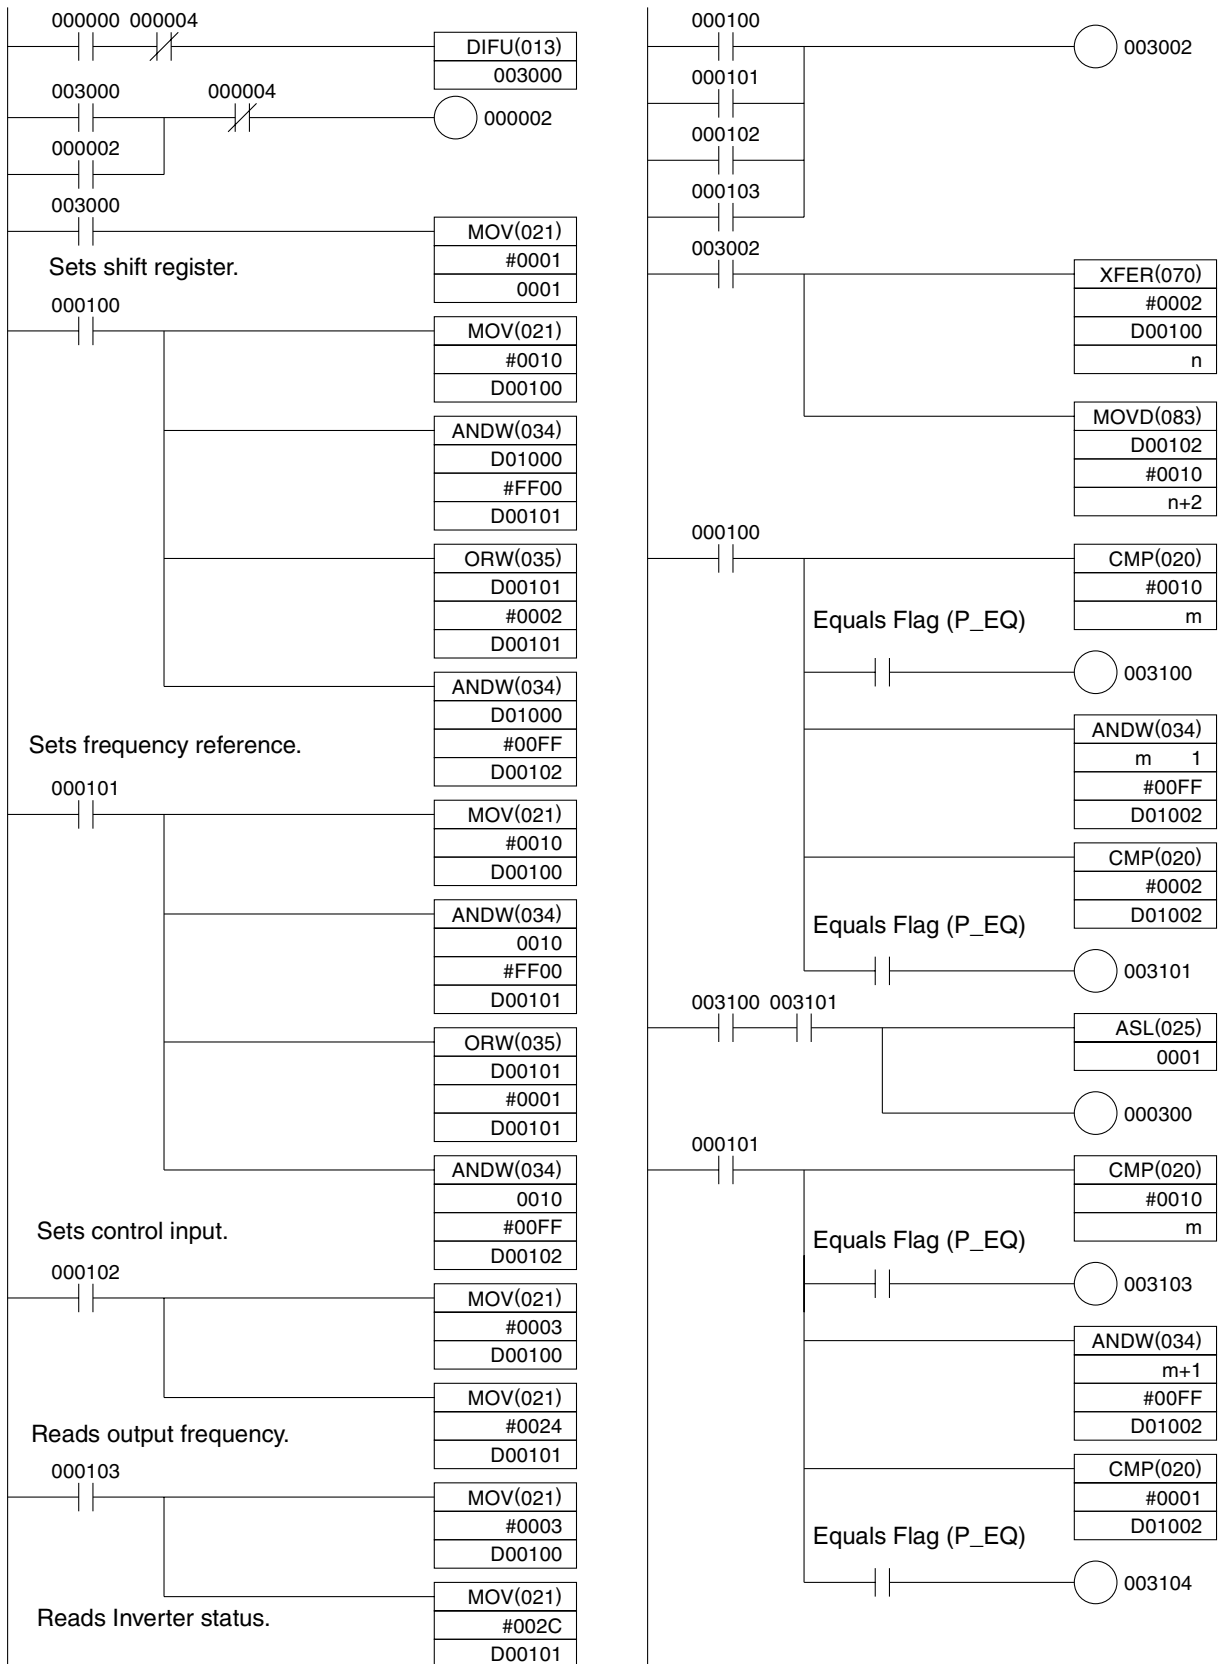 000000 000004
DIFU(013)
003000
003000 000004
000002
000002
003000
MOV(021)
#0001
0001
Sets shift register.
000100
MOV(021)
#0010
D00100
ANDW(034)
D01000
#FF00
D00101
ORW(035)
D00101
#0002
D00101
ANDW(034)
D01000
#00FF
D00102
Sets frequency reference.
000101
MOV(021)
#0010
D00100
ANDW(034)
0010
#FF00
D00101
ORW(035)
D00101
#0001
D00101
ANDW(034)
0010
#00FF
D00102
Sets control input.
000102
MOV(021)
#0003
D00100
MOV(021)
#0024
D00101
Reads output frequency.
000103
MOV(021)
#0003
D00100
MOV(021)
#002C
D00101
Reads Inverter status.
000100
003002
000101
000102
000103
003002
XFER(070)
#0002
D00100
n
MOVD(083)
D00102
#0010
n+2
000100
CMP(020)
#0010
m
Equals Flag (P_EQ)
003100
ANDW(034)
m 1
#00FF
D01002
CMP(020)
#0002
D01002
Equals Flag (P_EQ)
003101
003100 003101
ASL(025)
0001
000300
000101
CMP(020)
#0010
m
Equals Flag (P_EQ)
003103
ANDW(034)
m+1
#00FF
D01002
CMP(020)
#0001
D01002
Equals Flag (P_EQ)
003104